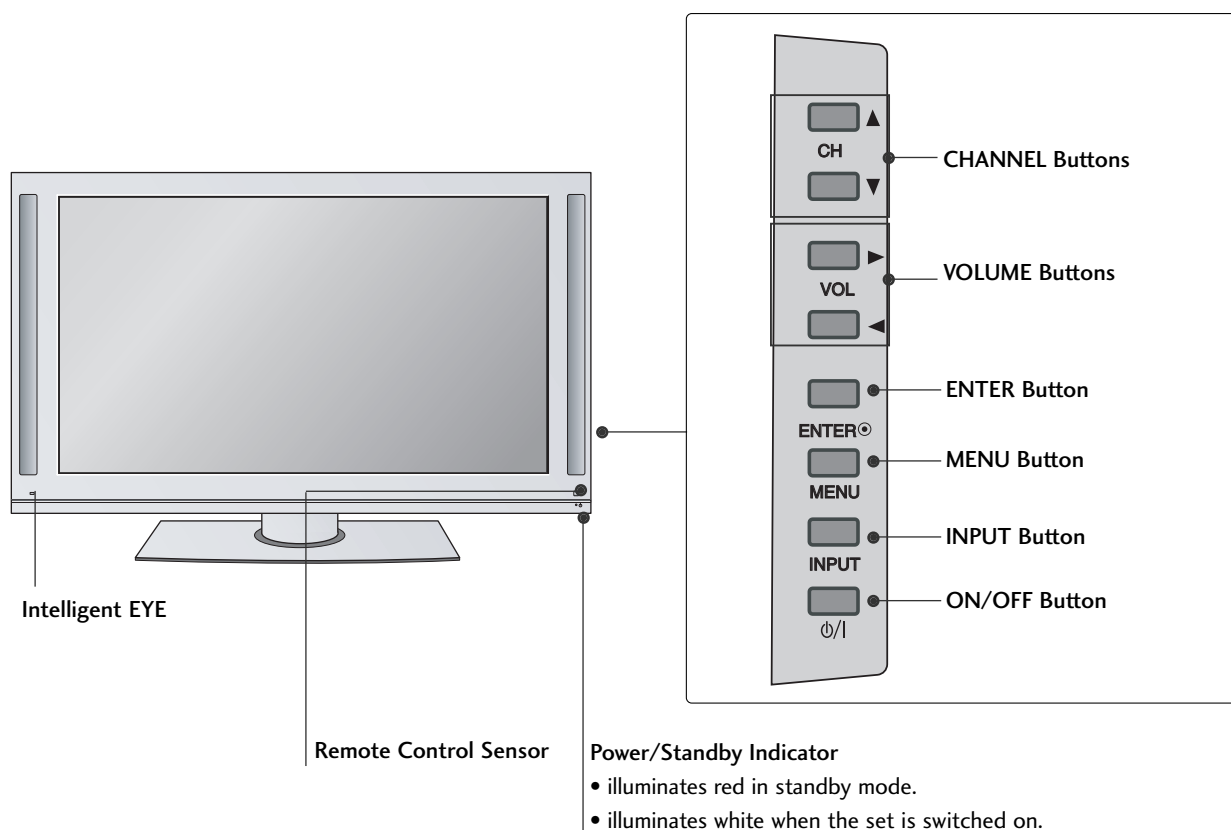 CH
CHANNEL Buttons
VOL
VOLUME Buttons
ENTER Button
ENTER
MENU Button
MENU
INPUT Button
INPUT
ON/OFF Button
/I
Intelligent EYE
Remote Control Sensor
Power/Standby Indicator
• illuminates red in standby mode.
• illuminates white when the set is switched on.